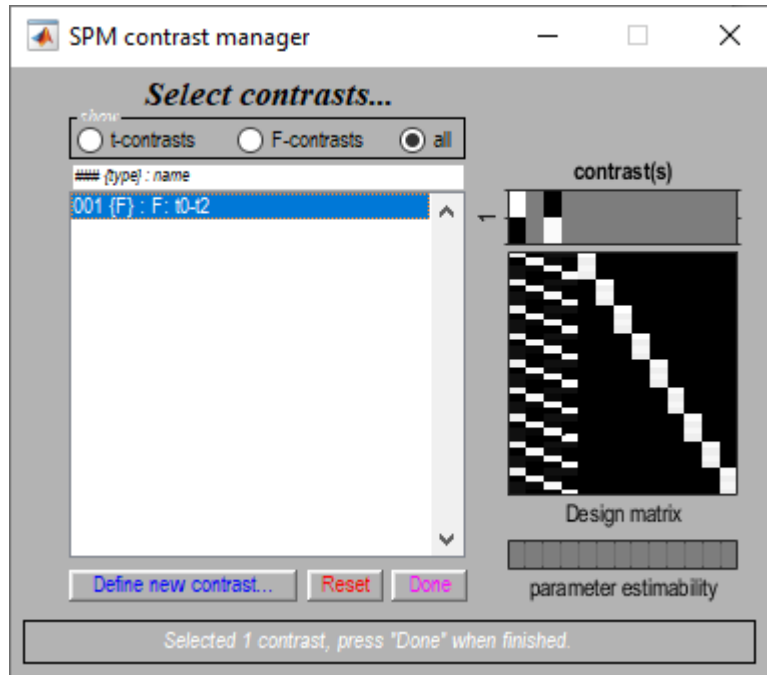 SPM contrast manager
Select contrasts...
show
t-contrasts F-contrasts all
### {type} : name
001 {F} : F: t0-t2
contrast(s)
1
Design matrix
parameter estimability
Define new contrast... Reset Done
Selected 1 contrast, press "Done" when finished.